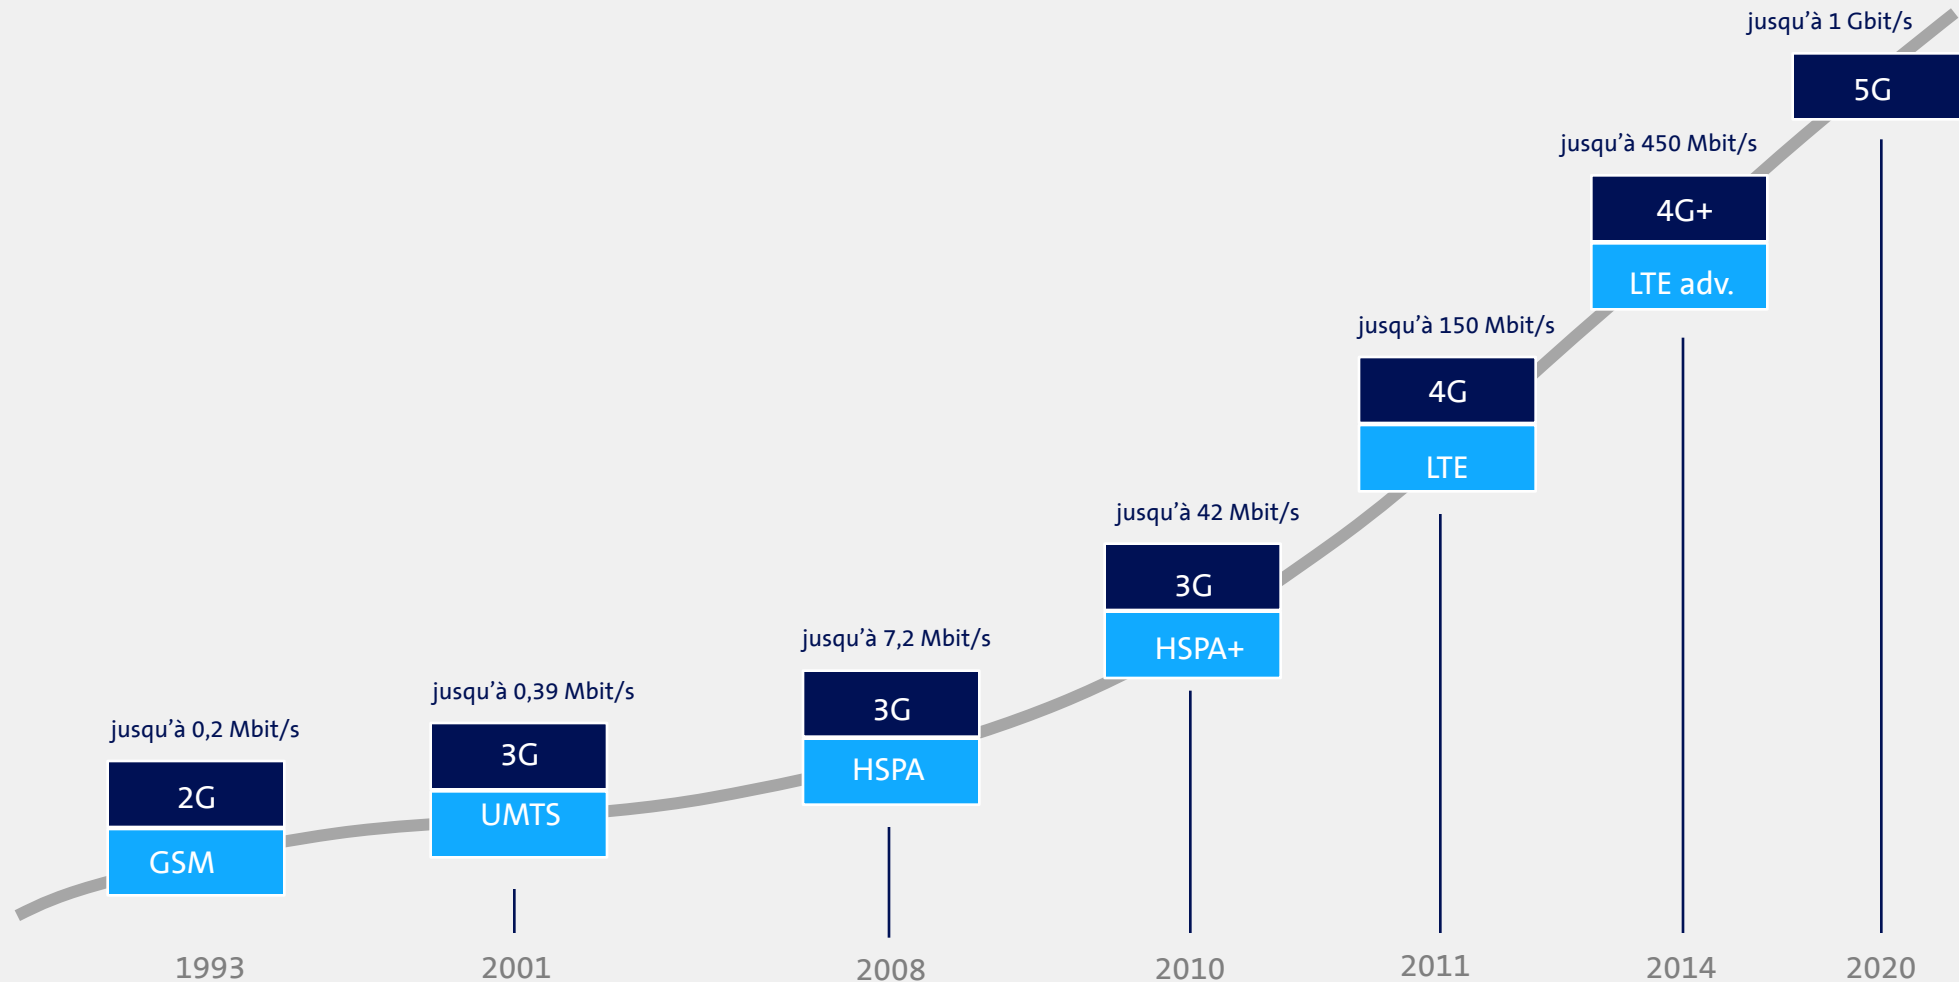 jusqu'à 1 Gbit/s
5G
jusqu'à 450 Mbit/s
4G+
LTE adv.
jusqu'à 150 Mbit/s
4G
LTE
jusqu'à 42 Mbit/s
3G
HSPA+
jusqu'à 7,2 Mbit/s
3G
HSPA
jusqu'à 0,39 Mbit/s
3G
UMTS
jusqu'à 0,2 Mbit/s
2G
GSM
1993 2001 2008 2010 2011 2014 2020